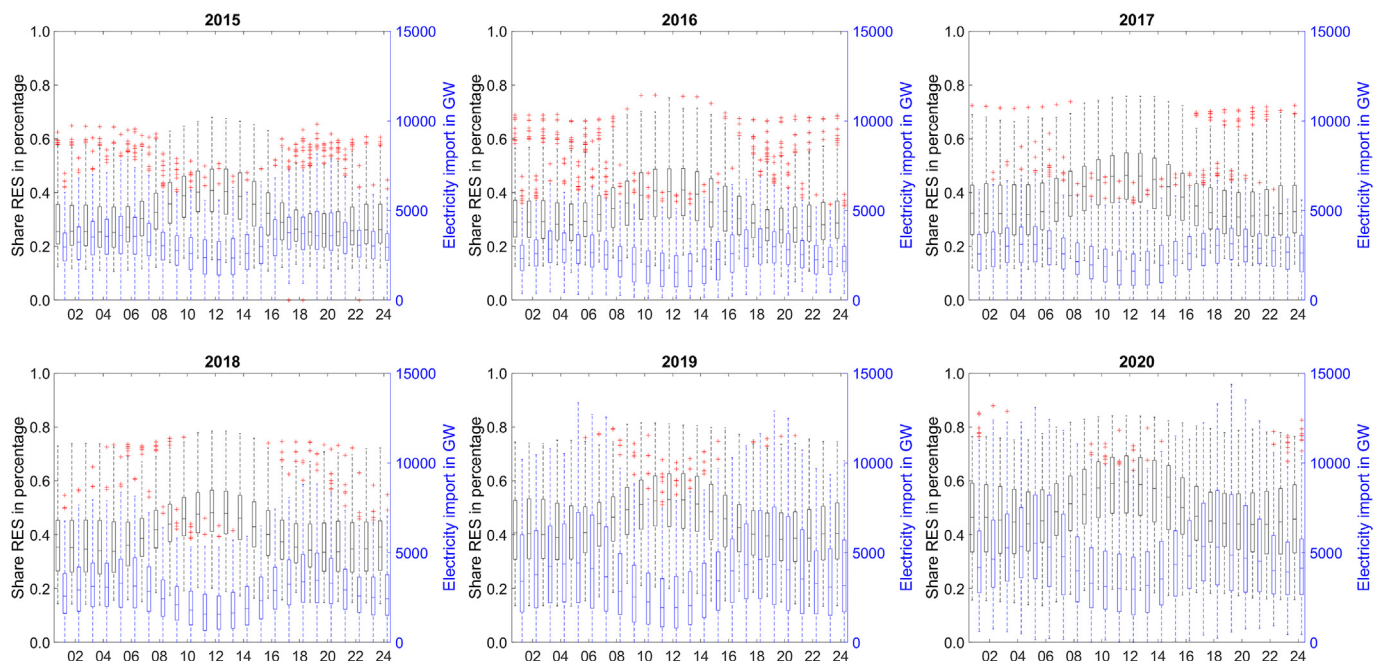 2015
2016
2017
1.0 15000 1.0 15000 1.0 15000
0.8 0.8 0.8
10000 10000 10000
0.6 0.6 0.6
0.4 0.4 0.4
5000 5000 5000
0.2 0.2 0.2
0.0 0 0.0 0 0.0 0
Share RES in percentage Electricity import in GW Share RES in percentage Electricity import in GW Share RES in percentage Electricity import in GW
02 04 06 08 10 12 14 16 18 20 22 24 02 04 06 08 10 12 14 16 18 20 22 24 02 04 06 08 10 12 14 16 18 20 22 24
2018
2019
2020
1.0 15000 1.0 15000 1.0 15000
0.8 0.8 0.8
10000 10000 10000
0.6 0.6 0.6
0.4 0.4 0.4
5000 5000 5000
0.2 0.2 0.2
0.0 0 0.0 0 0.0 0
Share RES in percentage Electricity import in GW Share RES in percentage Electricity import in GW Share RES in percentage Electricity import in GW
02 04 06 08 10 12 14 16 18 20 22 24 02 04 06 08 10 12 14 16 18 20 22 24 02 04 06 08 10 12 14 16 18 20 22 24